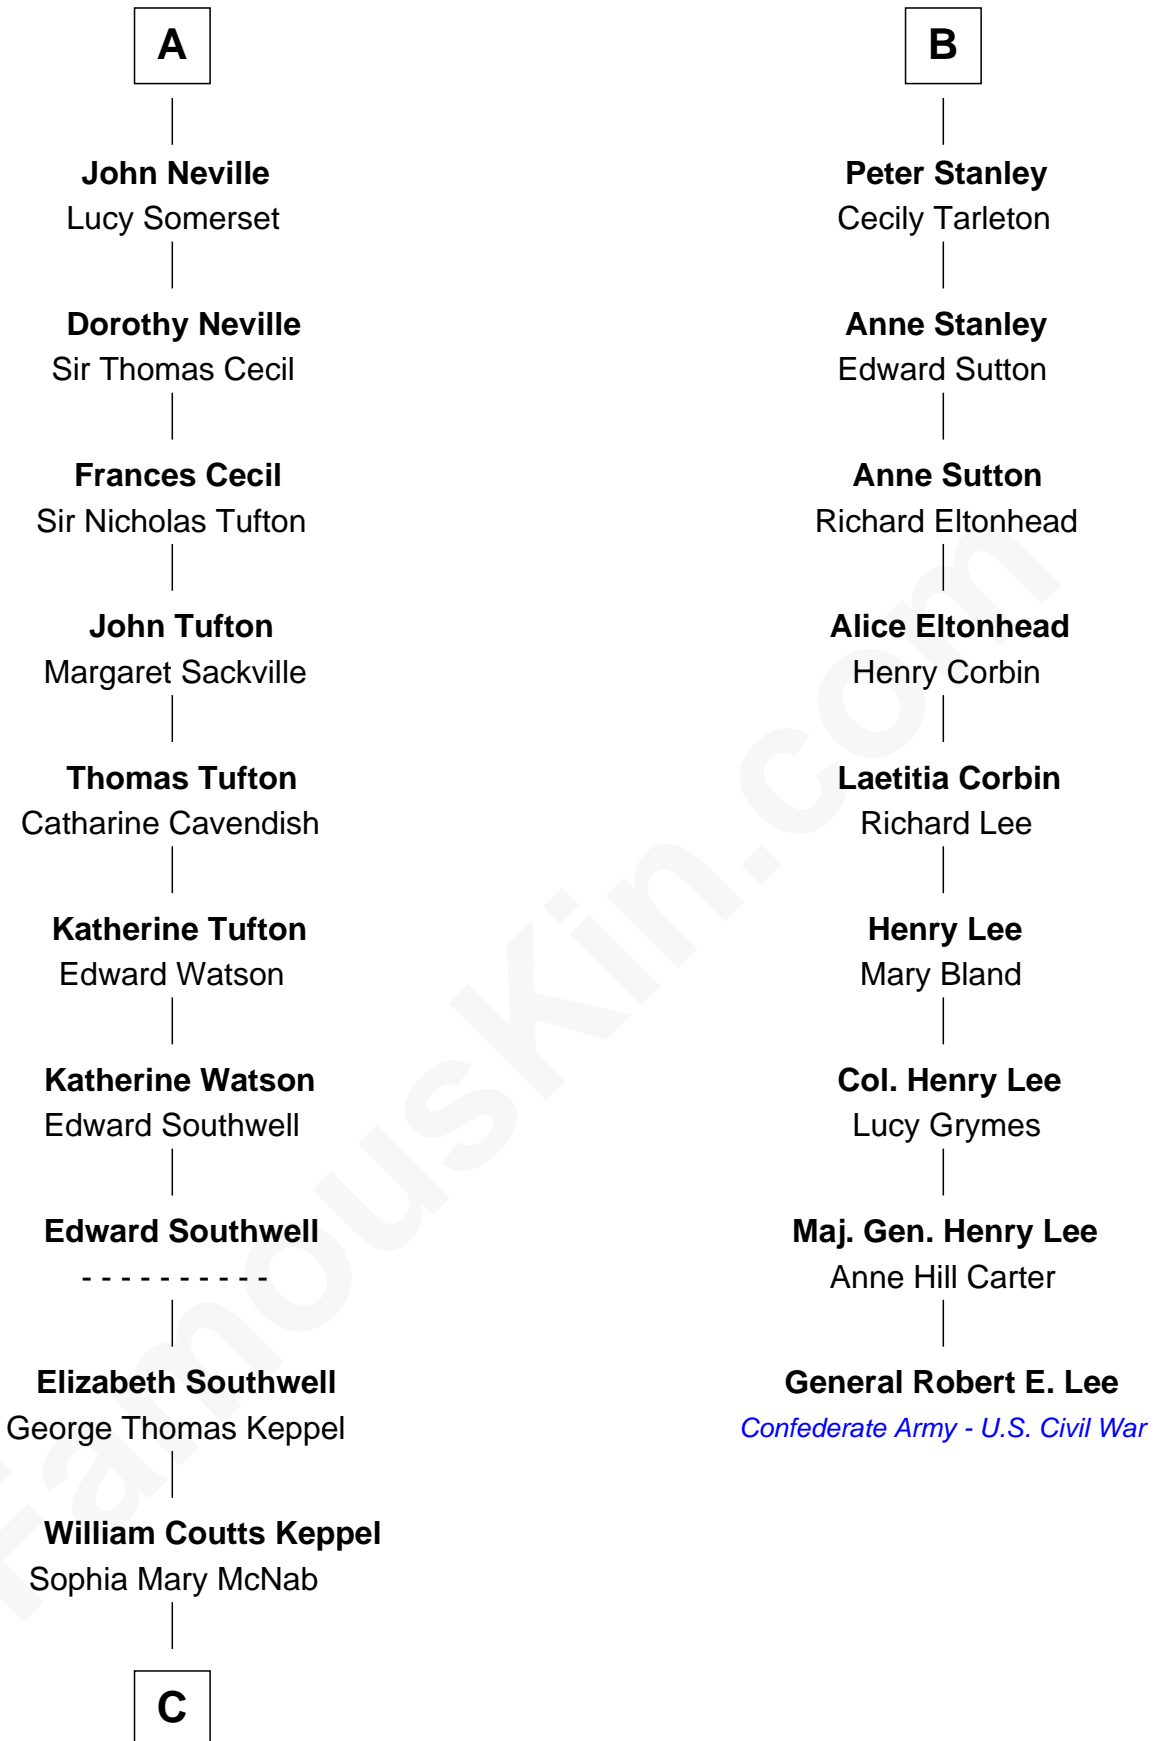 A
John Neville
Lucy Somerset
Dorothy Neville
Sir Thomas Cecil
Frances Cecil
Sir Nicholas Tufton
John Tufton
Margaret Sackville
Thomas Tufton
Catharine Cavendish
Katherine Tufton
Edward Watson
Katherine Watson
Edward Southwell
Edward Southwell
- - - - - - - - - -
Elizabeth Southwell
George Thomas Keppel
William Coutts Keppel
Sophia Mary McNab
C
B
Peter Stanley
Cecily Tarleton
Anne Stanley
Edward Sutton
Anne Sutton
Richard Eltonhead
Alice Eltonhead
Henry Corbin
Laetitia Corbin
Richard Lee
Henry Lee
Mary Bland
Col. Henry Lee
Lucy Grymes
Maj. Gen. Henry Lee
Anne Hill Carter
General Robert E. Lee
Confederate Army - U.S. Civil War
FamousKin.com